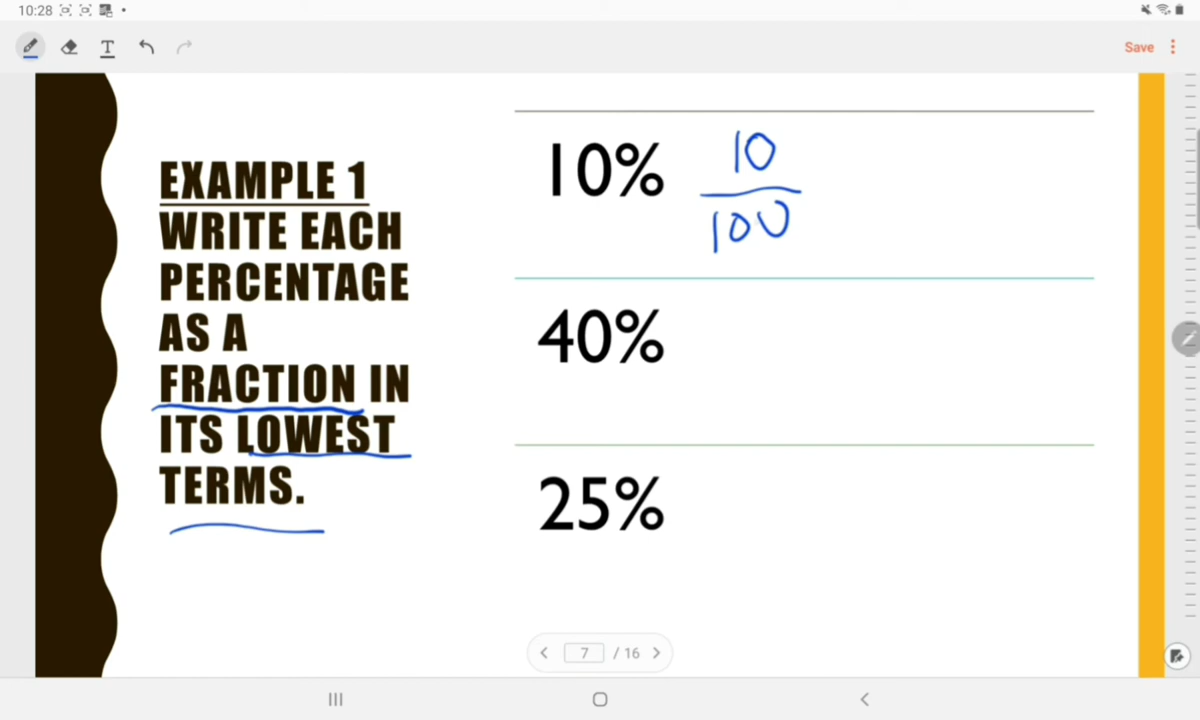 10:28
T
Save
EXAMPLE 1
WRITE EACH
PERCENTAGE
AS A
FRACTION IN
ITS LOWEST
TERMS.
10%
10
100
40%
25%
7 / 16